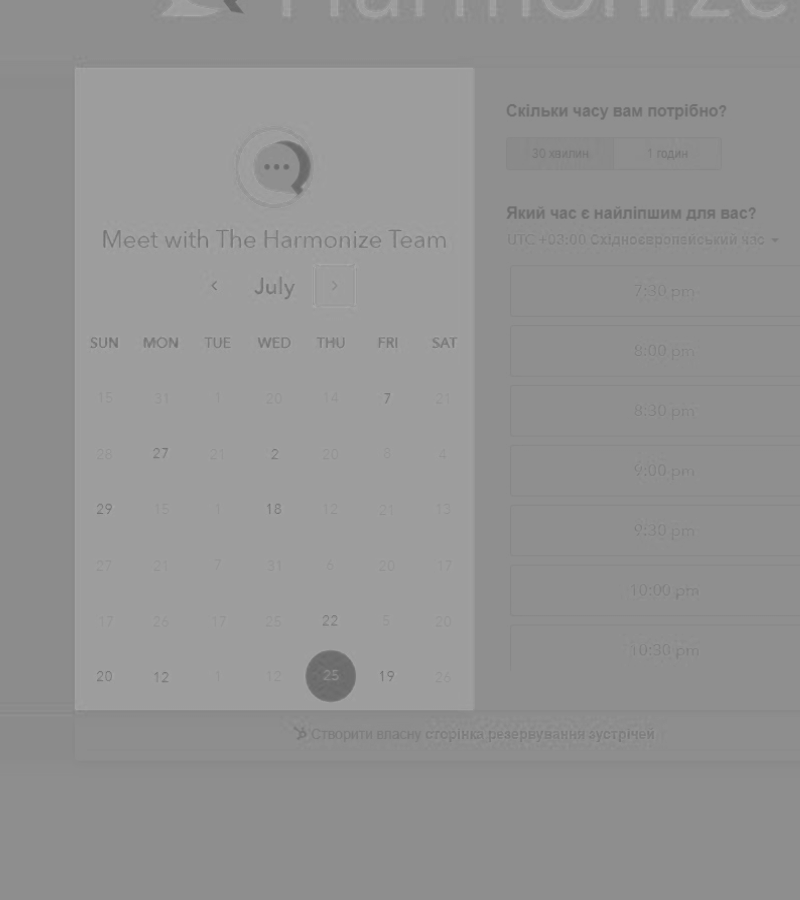 Harmonize
Meet with The Harmonize Team
July
SUN MON TUE WED THU FRI SAT
15 31 1 20 14 7 21
28 27 21 2 20 8 4
29 15 1 18 12 21 13
27 21 7 31 6 20 17
17 26 17 25 22 5 20
20 12 1 12 25 19 26
Скільки часу вам потрібно?
30 хвилин 1 годин
Який час є найліпшим для вас?
UTC +03:00 Східноєвропейський час
7:30 pm
8:00 pm
8:30 pm
9:00 pm
9:30 pm
10:00 pm
10:30 pm
Створити власну сторінка резервування зустрічей